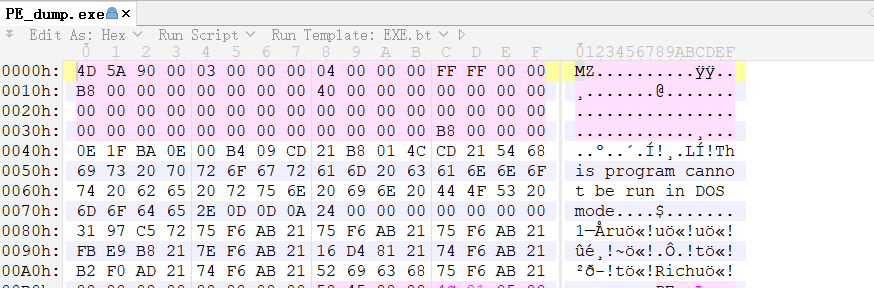 PE_dump.exe
Edit As: Hex Run Script Run Template: EXE.bt
0 1 2 3 4 5 6 7 8 9 A B C D E F 0123456789ABCDEF
0000h: 4D 5A 90 00 03 00 00 00 04 00 00 00 FF FF 00 00 MZ..........ÿÿ..
0010h: B8 00 00 00 00 00 00 00 40 00 00 00 00 00 00 00 ¸.......@.......
0020h: 00 00 00 00 00 00 00 00 00 00 00 00 00 00 00 00 ................
0030h: 00 00 00 00 00 00 00 00 00 00 00 00 B8 00 00 00 ............¸...
0040h: 0E 1F BA 0E 00 B4 09 CD 21 B8 01 4C CD 21 54 68 ..º..´.Í!¸.LÍ!Th
0050h: 69 73 20 70 72 6F 67 72 61 6D 20 63 61 6E 6E 6F is program canno
0060h: 74 20 62 65 20 72 75 6E 20 69 6E 20 44 4F 53 20 t be run in DOS
0070h: 6D 6F 64 65 2E 0D 0D 0A 24 00 00 00 00 00 00 00 mode....$.......
0080h: 31 97 C5 72 75 F6 AB 21 75 F6 AB 21 75 F6 AB 21 1—Åruö«!uö«!uö«!
0090h: FB E9 B8 21 7E F6 AB 21 16 D4 81 21 74 F6 AB 21 ûé¸!~ö«!.Ô.!tö«!
00A0h: B2 F0 AD 21 74 F6 AB 21 52 69 63 68 75 F6 AB 21 ²ð-!tö«!Richuö«!